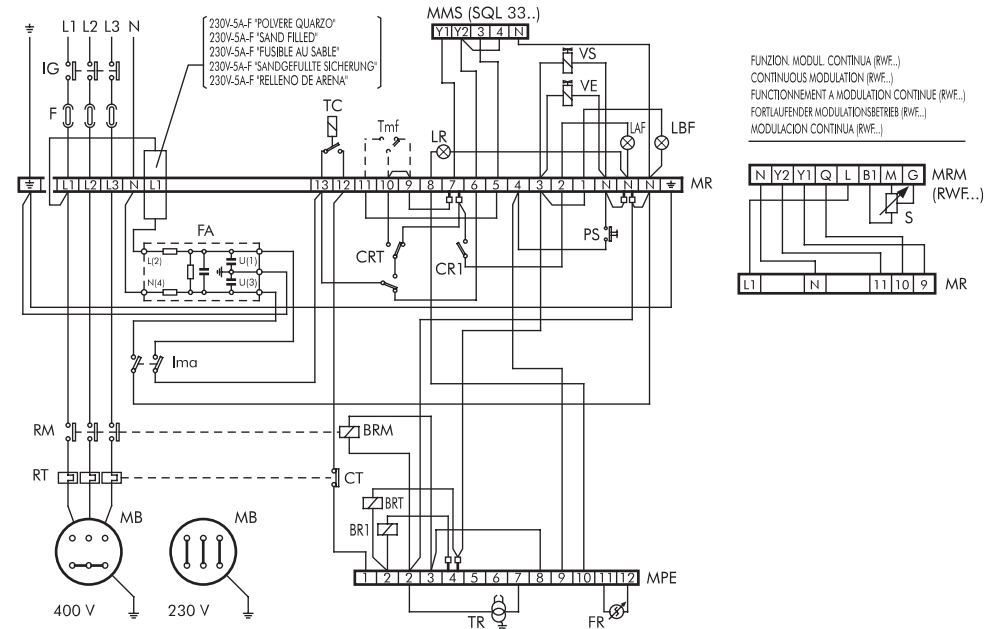 L1 L2 L3 N
IG
F
230V-5A-F "POLVERE QUARZO"
230V-5A-F "SAND FILLED"
230V-5A-F "FUSIBLE AU SABLE"
230V-5A-F "SANDGEFULLTE SICHERUNG"
230V-5A-F "RELLENO DE ARENA"
MMS (SQL 33..)
Y1 Y2 3 4 N
VS
VE
TC
Tmf
LR
LAF
LBF
L1 L2 L3 N L1 13 12 11 10 9 8 7 6 5 4 3 2 1 N N N
MR
FA
L(2) U(1)
N(4) U(3)
CRT
CR1
PS
Ima
RM
BRM
RT
CT
BRT
BR1
MB
MB
400 V
230 V
1 2 2 3 4 5 6 7 8 9 10 11 12
MPE
TR
FR
FUNZION. MODUL. CONTINUA (RWF...)
CONTINUOUS MODULATION (RWF...)
FUNCTIONNEMENT A MODULATION CONTINUE (RWF...)
FORTLAUFENDER MODULATIONSBETRIEB (RWF...)
MODULACION CONTINUA (RWF...)
N Y2 Y1 Q L B1 M G
MRM
(RWF...)
S
L1 N 11 10 9
MR